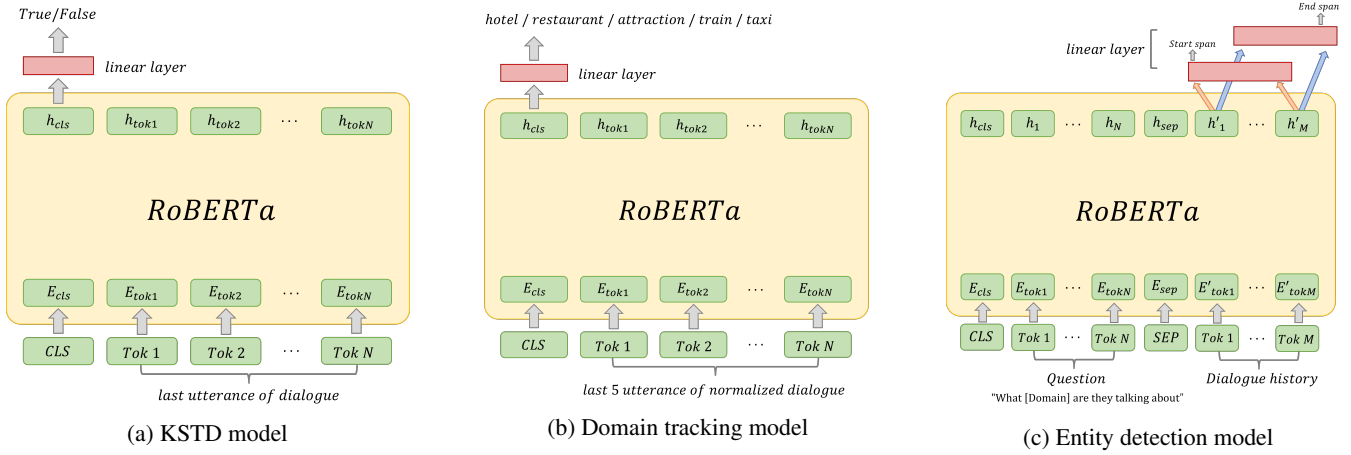 True/False
linear layer
h_cls h_tok1 h_tok2 ... h_tokN
RoBERTa
E_cls E_tok1 E_tok2 ... E_tokN
CLS Tok 1 Tok 2 ... Tok N
last utterance of dialogue
(a) KSTD model
hotel / restaurant / attraction / train / taxi
linear layer
h_cls h_tok1 h_tok2 ... h_tokN
RoBERTa
E_cls E_tok1 E_tok2 ... E_tokN
CLS Tok 1 Tok 2 ... Tok N
last 5 utterance of normalized dialogue
(b) Domain tracking model
End span
linear layer
Start span
h_cls h_1 ... h_N h_sep h'_1 ... h'_M
RoBERTa
E_cls E_tok1 ... E_tokN E_sep E'_tok1 ... E'_tokM
CLS Tok 1 ... Tok N SEP Tok 1 ... Tok M
Question Dialogue history
"What [Domain] are they talking about"
(c) Entity detection model